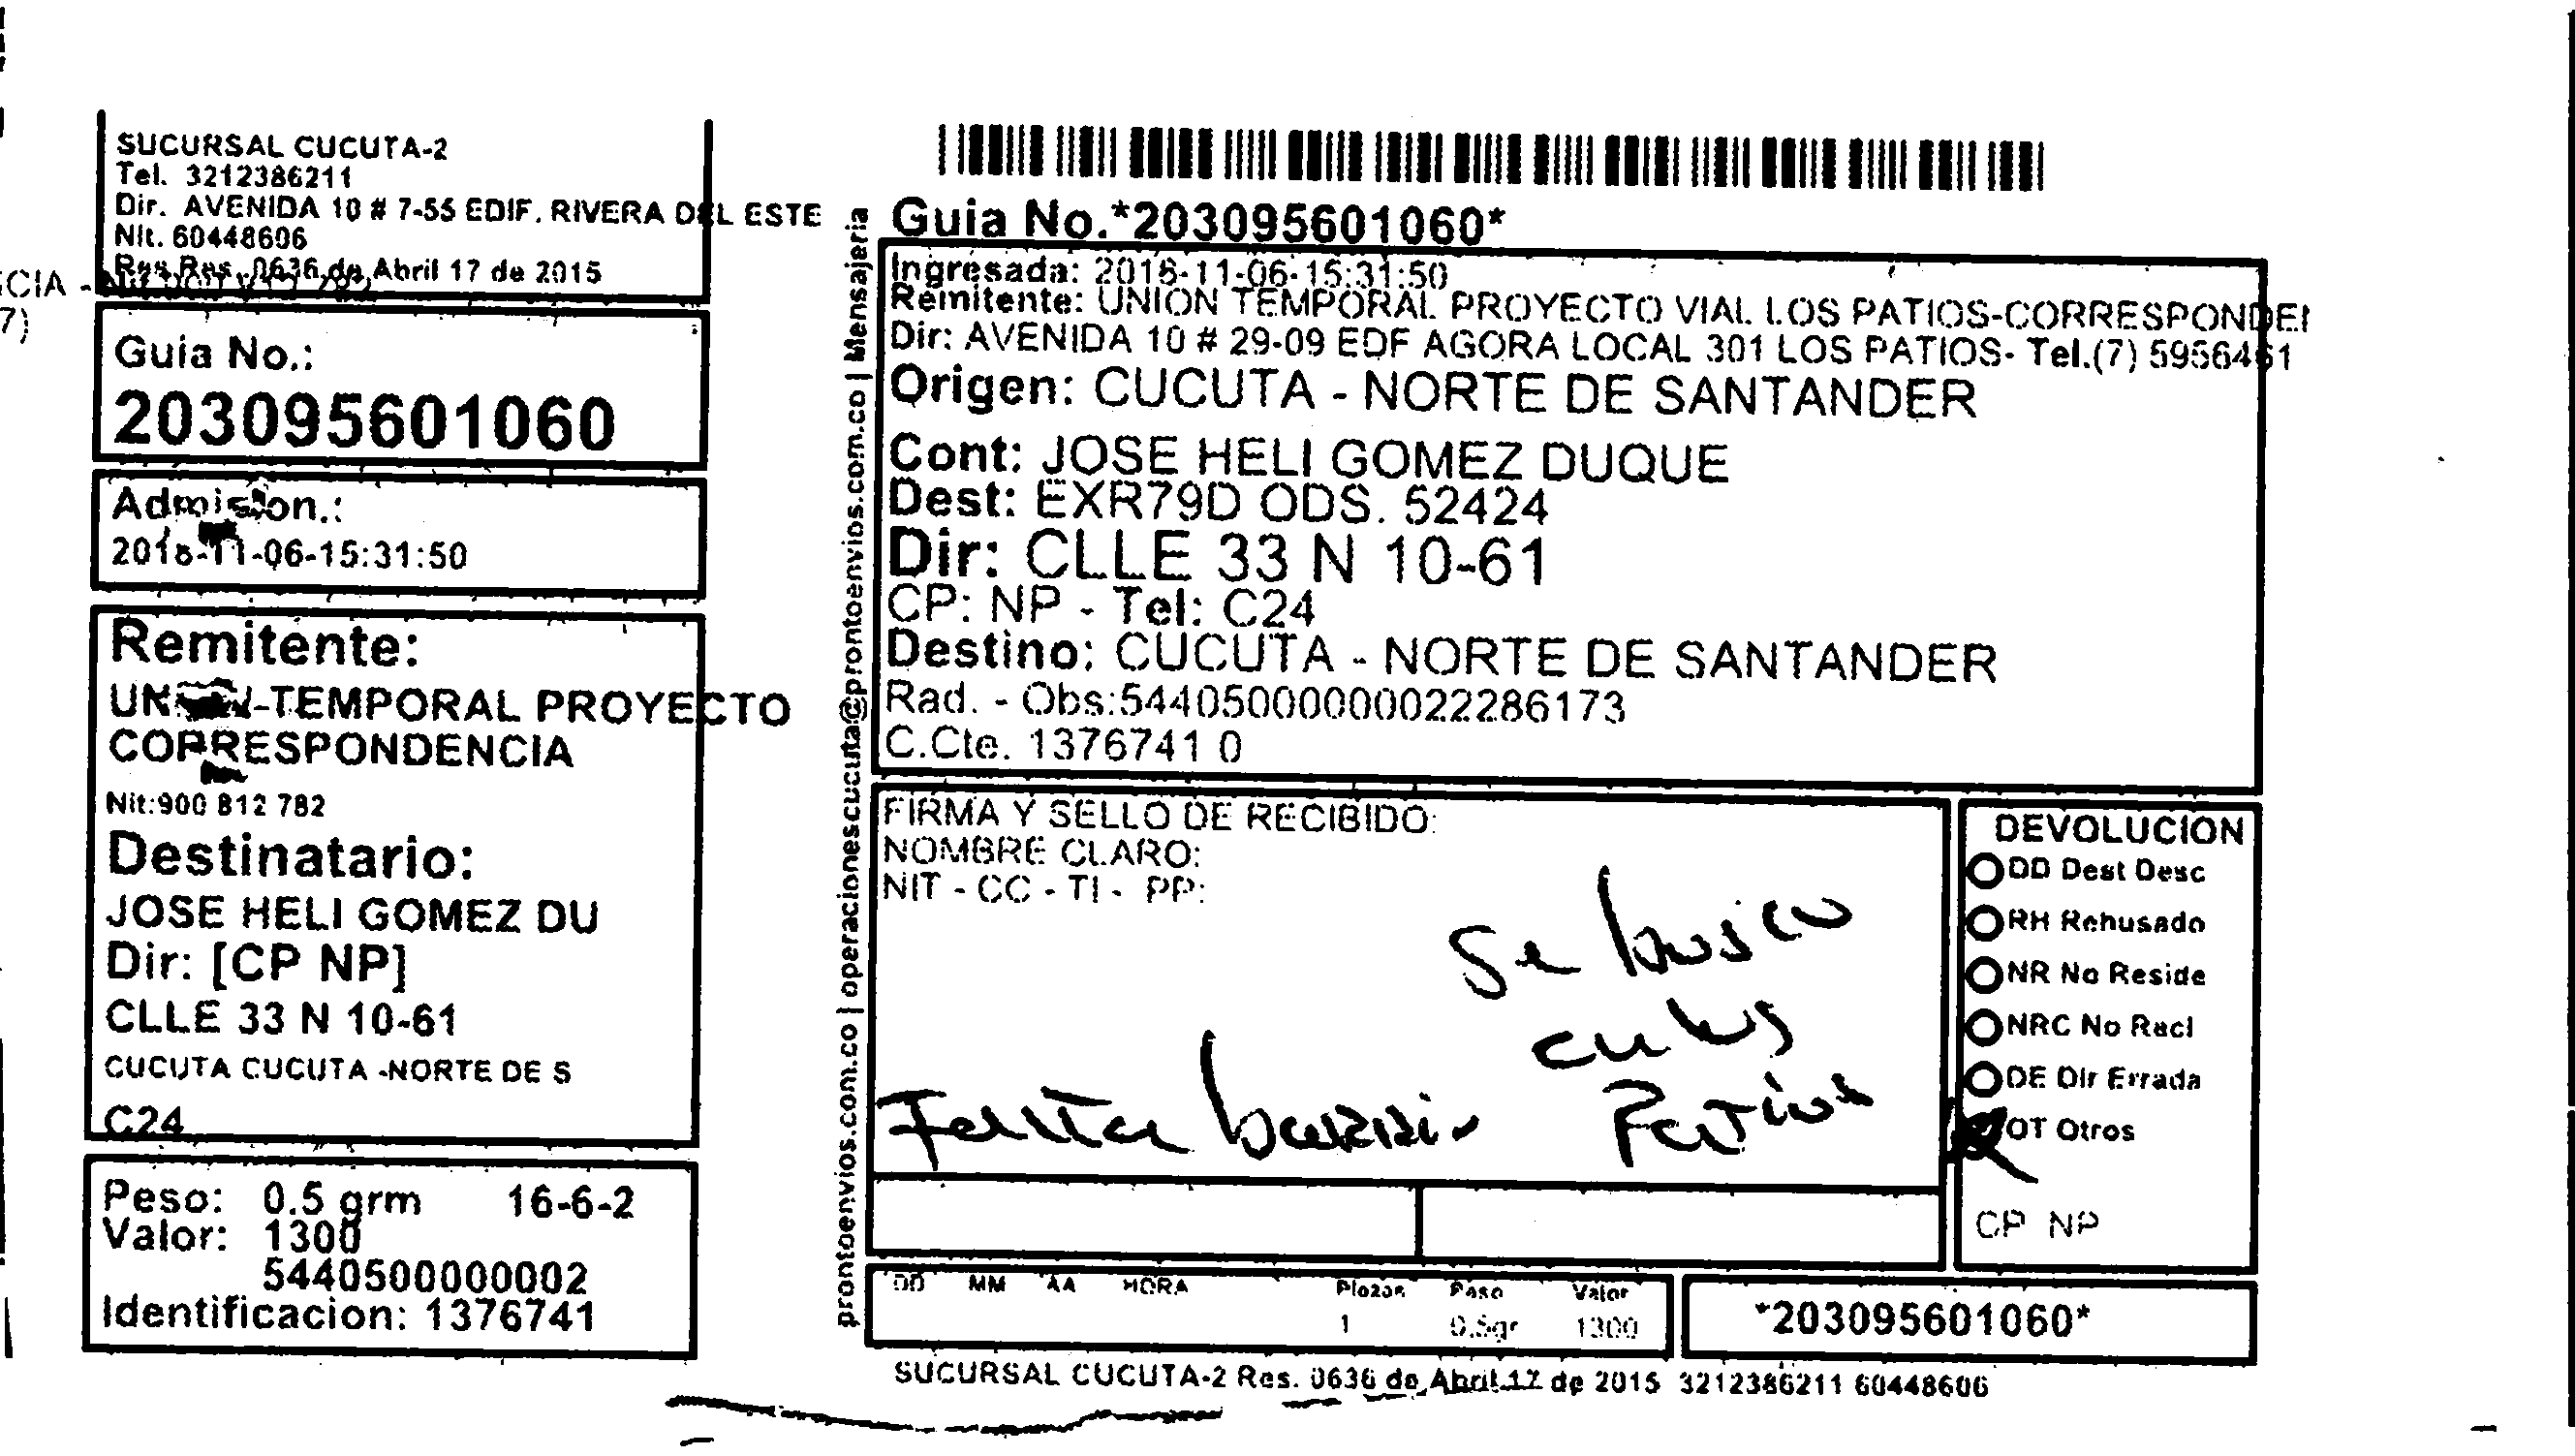 SUCURSAL CUCUTA-2
Tel. 3212386211
Dir. AVENIDA 10 # 7-55 EDIF. RIVERA DEL ESTE
Nit. 60448606
Res Res. 0636 de Abril 17 de 2015
CIA -
7)
Guia No.:
203095601060
Admision.:
2018-11-06-15:31:50
Remitente:
UNION TEMPORAL PROYECTO
CORRESPONDENCIA
Nit:900 812 782
Destinatario:
JOSE HELI GOMEZ DU
Dir: [CP NP]
CLLE 33 N 10-61
CUCUTA CUCUTA -NORTE DE S
C24
Peso: 0.5 grm 16-6-2
Valor: 1300
5440500000002
Identificacion: 1376741
prontoenvios.com.co | operacionescucuta@prontoenvios.com.co | Mensajeria
Guia No.*203095601060*
Ingresada: 2018-11-06-15:31:50
Remitente: UNION TEMPORAL PROYECTO VIAL LOS PATIOS-CORRESPONDEI
Dir: AVENIDA 10 # 29-09 EDF AGORA LOCAL 301 LOS PATIOS- Tel.(7) 5956461
Origen: CUCUTA - NORTE DE SANTANDER
Cont: JOSE HELI GOMEZ DUQUE
Dest: EXR79D ODS. 52424
Dir: CLLE 33 N 10-61
CP: NP - Tel: C24
Destino: CUCUTA - NORTE DE SANTANDER
Rad. - Obs:544050000000022286173
C.Cte. 1376741 0
FIRMA Y SELLO DE RECIBIDO:
NOMBRE CLARO:
NIT - CC - TI - PP:
Se busco
Patios
Falta barrio
DEVOLUCION
DD Dest Desc
RH Rehusado
NR No Reside
NRC No Recl
DE Dir Errada
OT Otros
CP NP
DD MM AA HORA Plozos Peso Valor
1 0.5gr 1300
*203095601060*
SUCURSAL CUCUTA-2 Res. 0636 de Abril 17 de 2015 3212386211 60448606